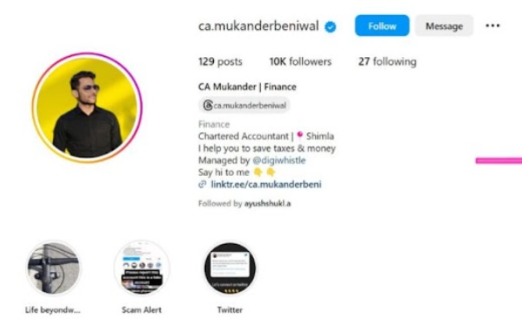 ca.mukanderbeniwal
Follow
Message
129 posts 10K followers 27 following
CA Mukander | Finance
ca.mukanderbeniwal
Finance
Chartered Accountant | 📍 Shimla
I help you to save taxes & money
Managed by @digiwhistle
Say hi to me 👇 👇
linktr.ee/ca.mukanderbeni
Followed by ayushshukl.a
Life beyondw...
Scam Alert
Twitter